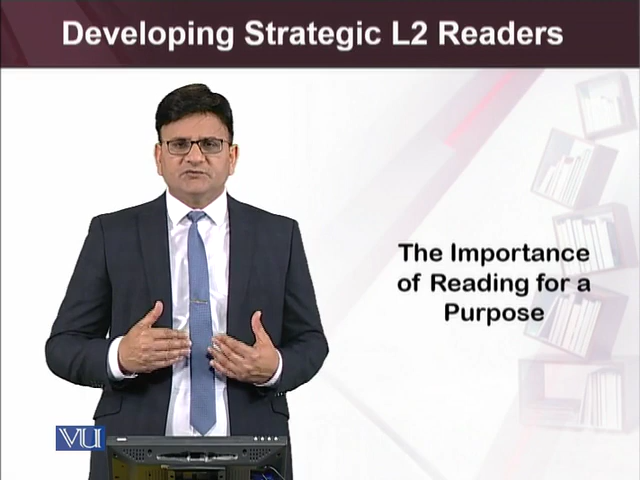 Developing Strategic L2 Readers
The Importance
of Reading for a
Purpose
VU